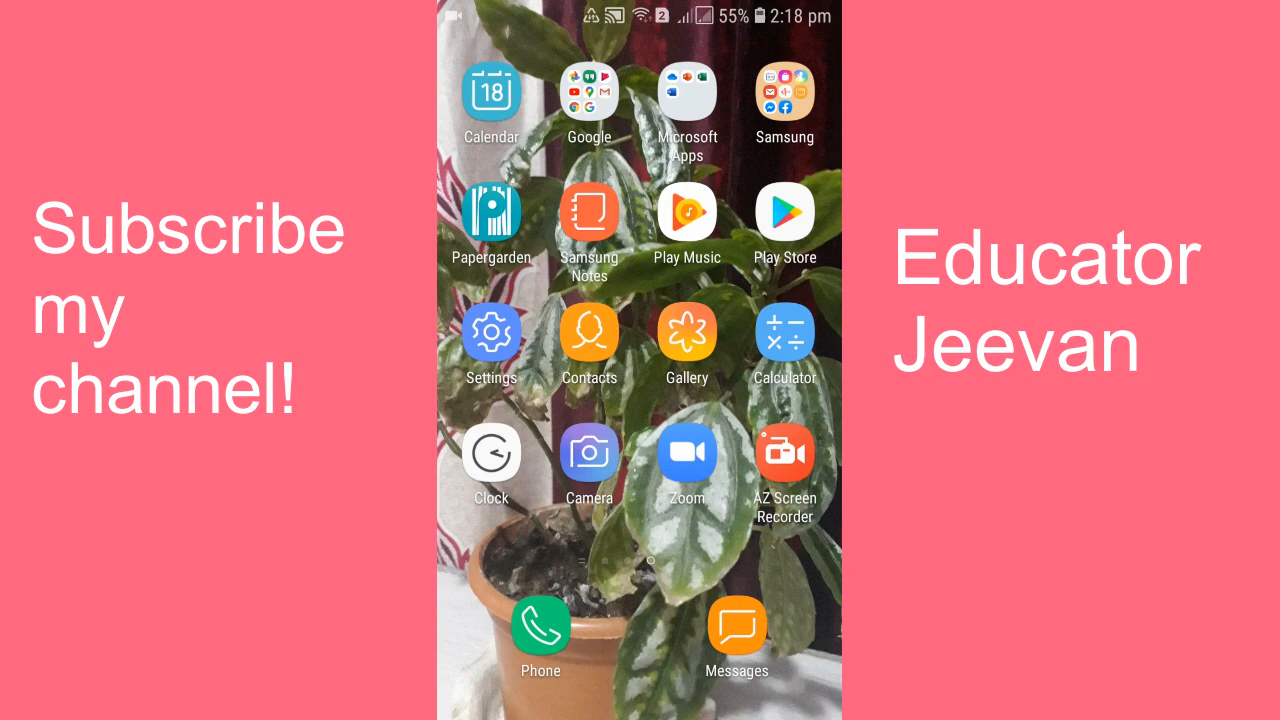 Subscribe
my
channel!
2 55% 2:18 pm
18
Calendar Google Microsoft Apps Samsung
Papergarden Samsung Notes Play Music Play Store
Settings Contacts Gallery Calculator
Clock Camera Zoom AZ Screen Recorder
Phone Messages
Educator
Jeevan